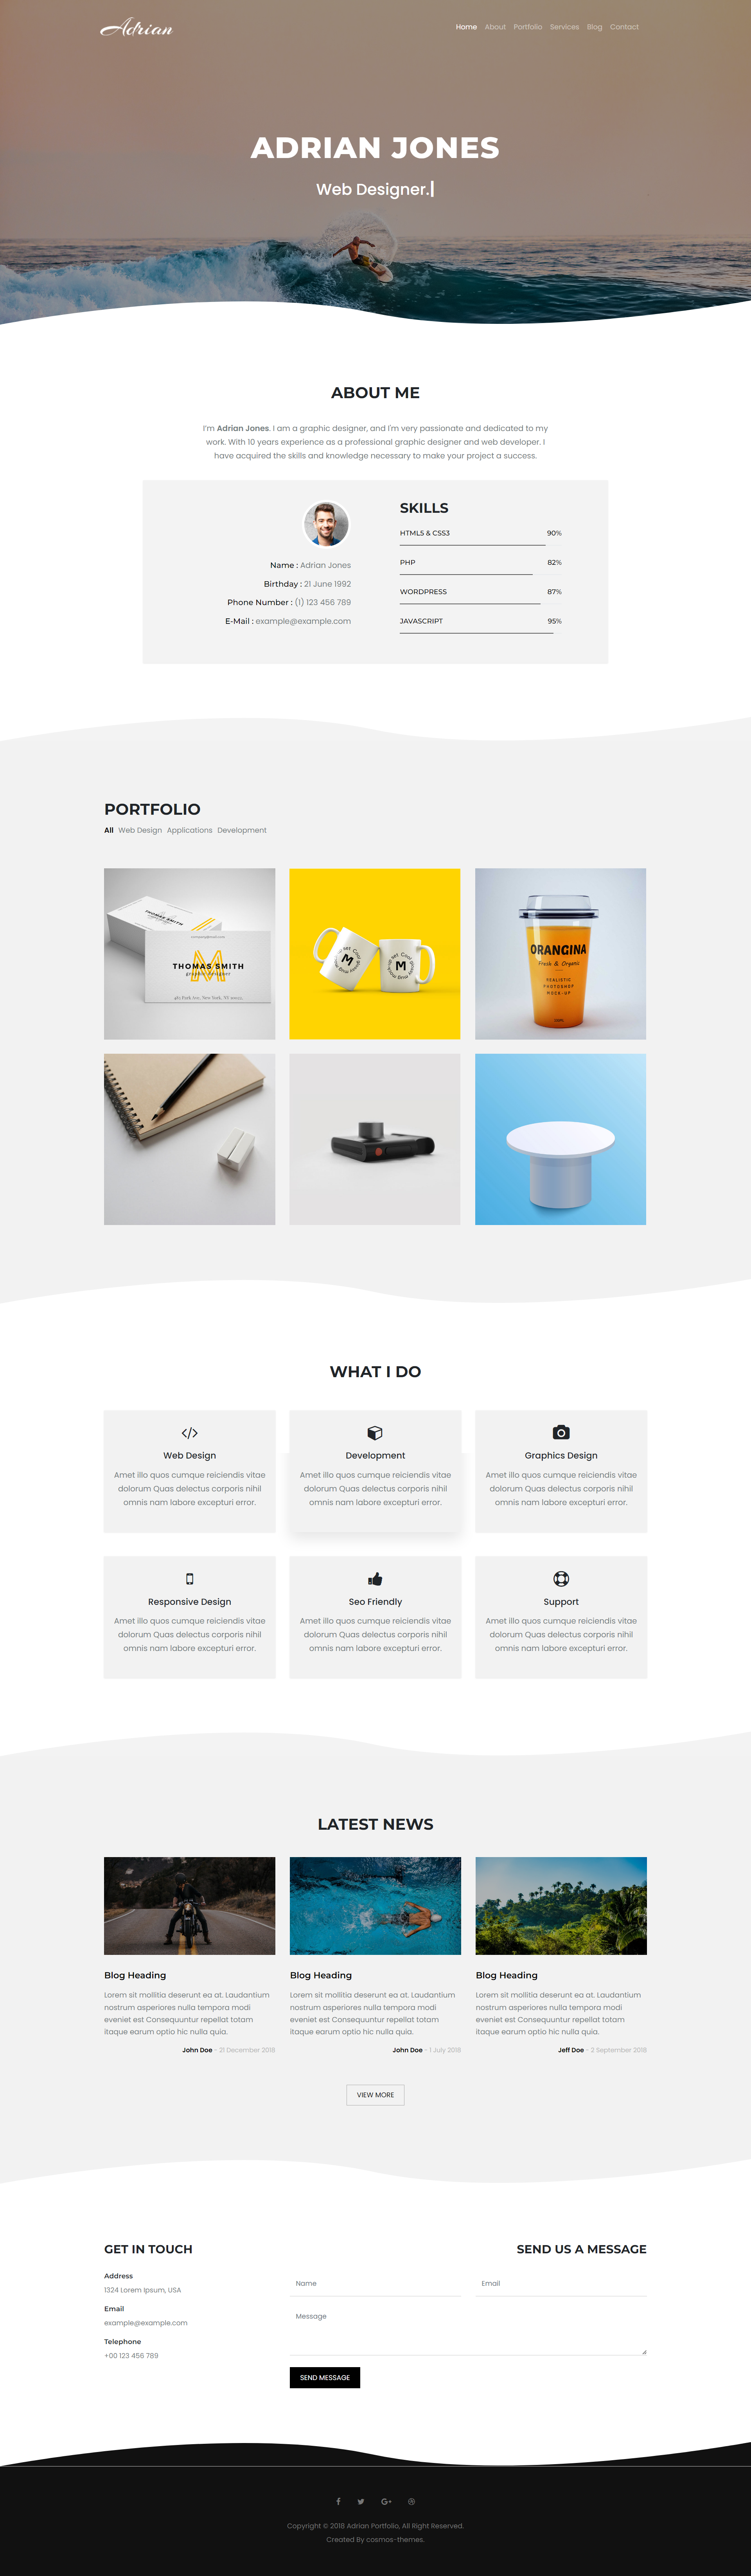 Adrian
Home About Portfolio Services Blog Contact
ADRIAN JONES
Web Designer.
ABOUT ME
I'm Adrian Jones. I am a graphic designer, and I'm very passionate and dedicated to my
work. With 10 years experience as a professional graphic designer and web developer. I
have acquired the skills and knowledge necessary to make your project a success.
Name : Adrian Jones
Birthday : 21 June 1992
Phone Number : (1) 123 456 789
E-Mail : example@example.com
SKILLS
HTML5 & CSS3 90%
PHP 82%
WORDPRESS 87%
JAVASCRIPT 95%
PORTFOLIO
All Web Design Applications Development
THOMAS SMITH
THOMAS SMITH
graphic designer
483 Park Ave, New York, NY 10022
M
M
ORANGINA
Fresh & Organic
REALISTIC
PHOTOSHOP
MOCK-UP
WHAT I DO
Web Design
Amet illo quos cumque reiciendis vitae
dolorum Quas delectus corporis nihil
omnis nam labore excepturi error.
Development
Amet illo quos cumque reiciendis vitae
dolorum Quas delectus corporis nihil
omnis nam labore excepturi error.
Graphics Design
Amet illo quos cumque reiciendis vitae
dolorum Quas delectus corporis nihil
omnis nam labore excepturi error.
Responsive Design
Amet illo quos cumque reiciendis vitae
dolorum Quas delectus corporis nihil
omnis nam labore excepturi error.
Seo Friendly
Amet illo quos cumque reiciendis vitae
dolorum Quas delectus corporis nihil
omnis nam labore excepturi error.
Support
Amet illo quos cumque reiciendis vitae
dolorum Quas delectus corporis nihil
omnis nam labore excepturi error.
LATEST NEWS
Blog Heading
Lorem sit mollitia deserunt ea at. Laudantium
nostrum asperiores nulla tempora modi
eveniet est Consequuntur repellat totam
itaque earum optio hic nulla quia.
John Doe - 21 December 2018
Blog Heading
Lorem sit mollitia deserunt ea at. Laudantium
nostrum asperiores nulla tempora modi
eveniet est Consequuntur repellat totam
itaque earum optio hic nulla quia.
John Doe - 1 July 2018
Blog Heading
Lorem sit mollitia deserunt ea at. Laudantium
nostrum asperiores nulla tempora modi
eveniet est Consequuntur repellat totam
itaque earum optio hic nulla quia.
Jeff Doe - 2 September 2018
VIEW MORE
GET IN TOUCH
Address
1324 Lorem Ipsum, USA
Email
example@example.com
Telephone
+00 123 456 789
SEND US A MESSAGE
Name
Email
Message
SEND MESSAGE
Copyright © 2018 Adrian Portfolio, All Right Reserved.
Created By cosmos-themes.